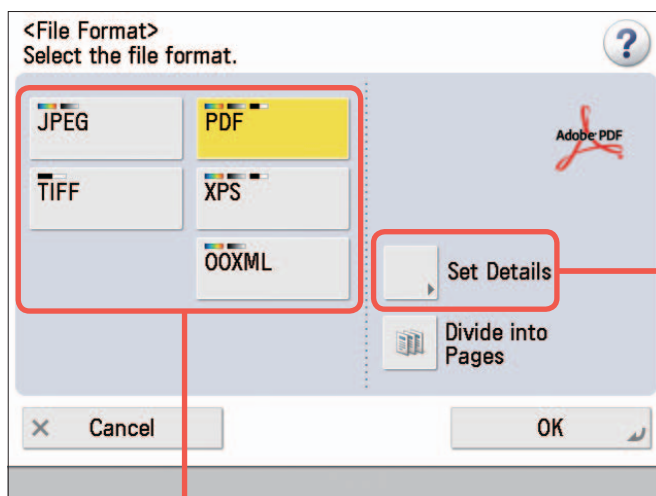 <File Format>
Select the file format.
?
JPEG
PDF
TIFF
XPS
OOXML
Adobe PDF
Set Details
Divide into
Pages
× Cancel
OK